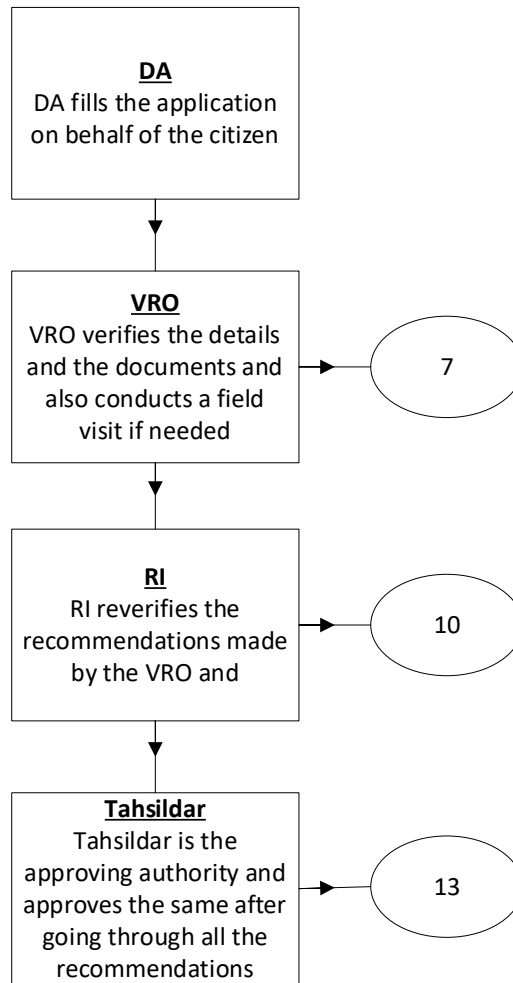 DA
DA fills the application
on behalf of the citizen
VRO
VRO verifies the details
and the documents and
also conducts a field
visit if needed
7
RI
RI reverifies the
recommendations made
by the VRO and
10
Tahsildar
Tahsildar is the
approving authority and
approves the same after
going through all the
recommendations
13